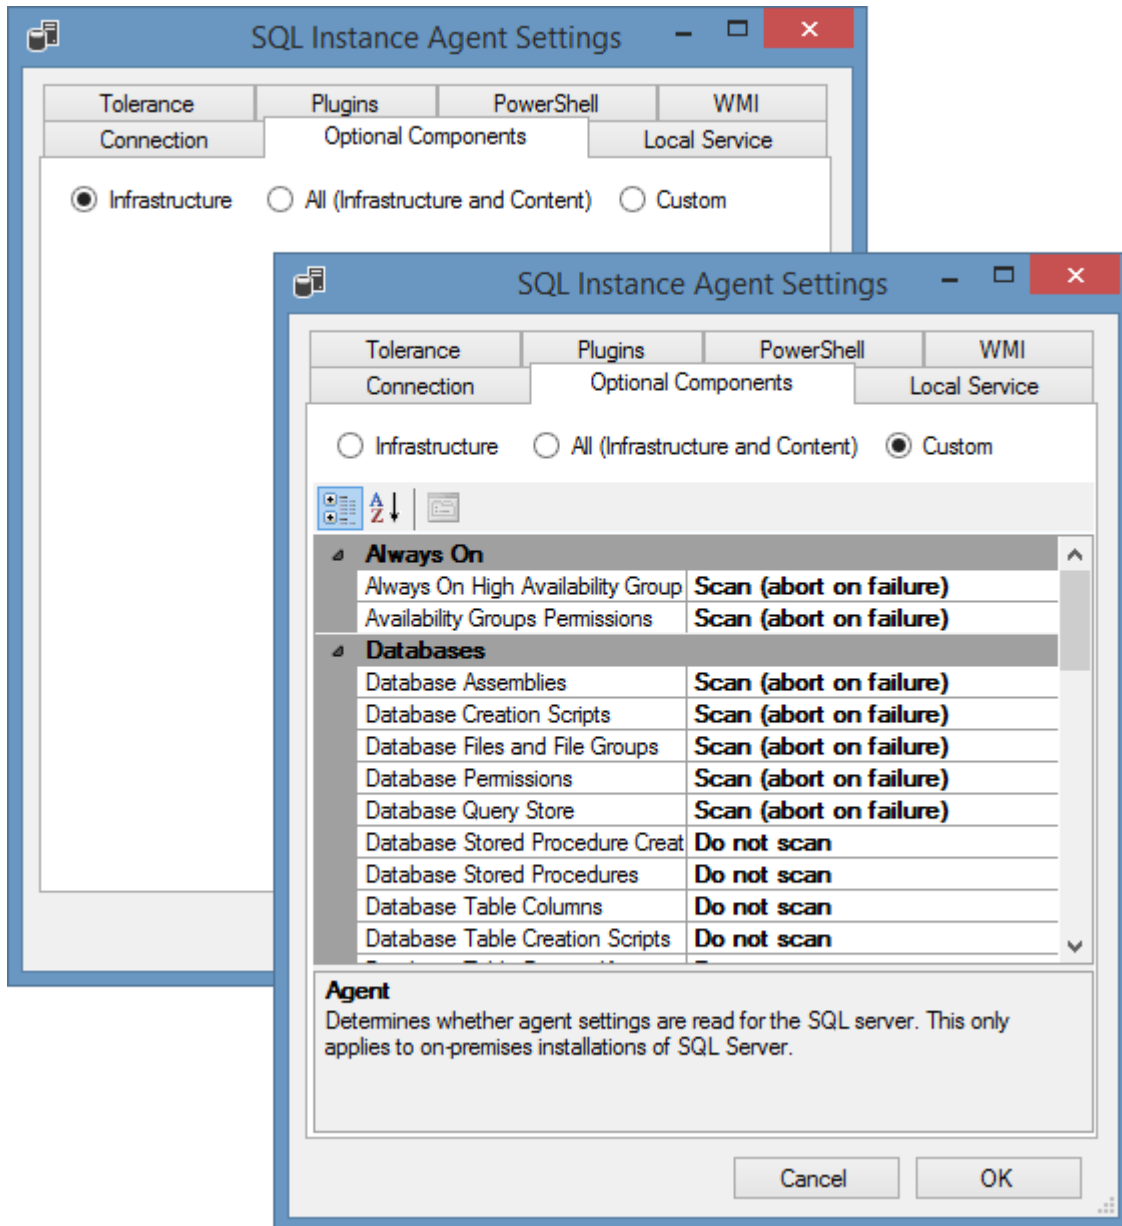 SQL Instance Agent Settings
Tolerance Plugins PowerShell WMI
Connection Optional Components Local Service
Infrastructure All (Infrastructure and Content) Custom
SQL Instance Agent Settings
Tolerance Plugins PowerShell WMI
Connection Optional Components Local Service
Infrastructure All (Infrastructure and Content) Custom
Always On
Always On High Availability Group Scan (abort on failure)
Availability Groups Permissions Scan (abort on failure)
Databases
Database Assemblies Scan (abort on failure)
Database Creation Scripts Scan (abort on failure)
Database Files and File Groups Scan (abort on failure)
Database Permissions Scan (abort on failure)
Database Query Store Scan (abort on failure)
Database Stored Procedure Creat Do not scan
Database Stored Procedures Do not scan
Database Table Columns Do not scan
Database Table Creation Scripts Do not scan
Agent
Determines whether agent settings are read for the SQL server. This only
applies to on-premises installations of SQL Server.
Cancel OK